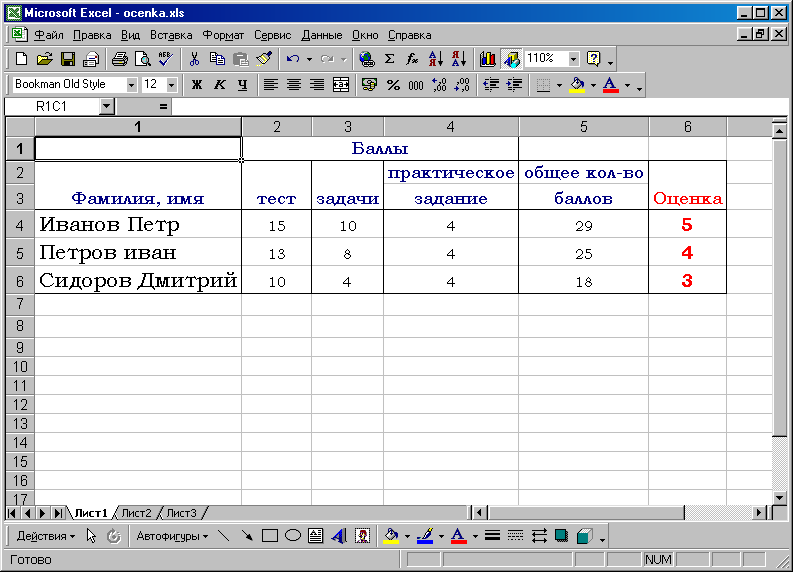 Microsoft Excel - ocenka.xls
Файл Правка Вид Вставка Формат Сервис Данные Окно Справка
110%
Bookman Old Style 12 Ж К Ч % 000
R1C1 =
1 2 3 4 5 6
1 Баллы
2 практическое общее кол-во
3 Фамилия, имя тест задачи задание баллов Оценка
4 Иванов Петр 15 10 4 29 5
5 Петров иван 13 8 4 25 4
6 Сидоров Дмитрий 10 4 4 18 3
7
8
9
10
11
12
13
14
15
16
17
Лист1 Лист2 Лист3
Действия Автофигуры
Готово NUM